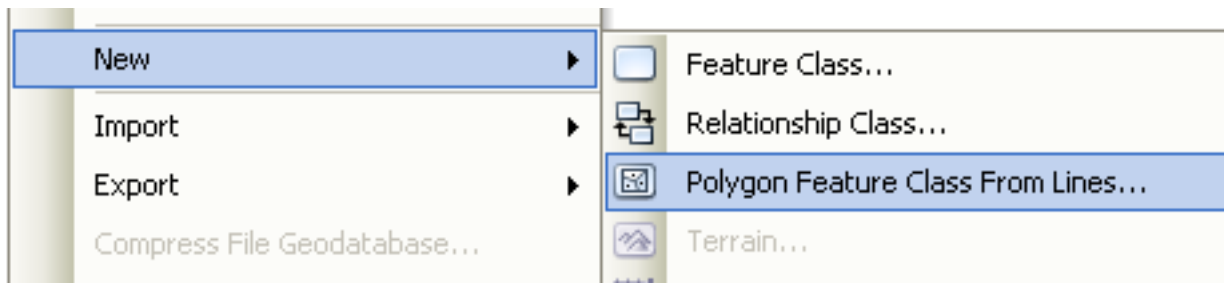 New
Import
Export
Compress File Geodatabase...
Feature Class...
Relationship Class...
Polygon Feature Class From Lines...
Terrain...